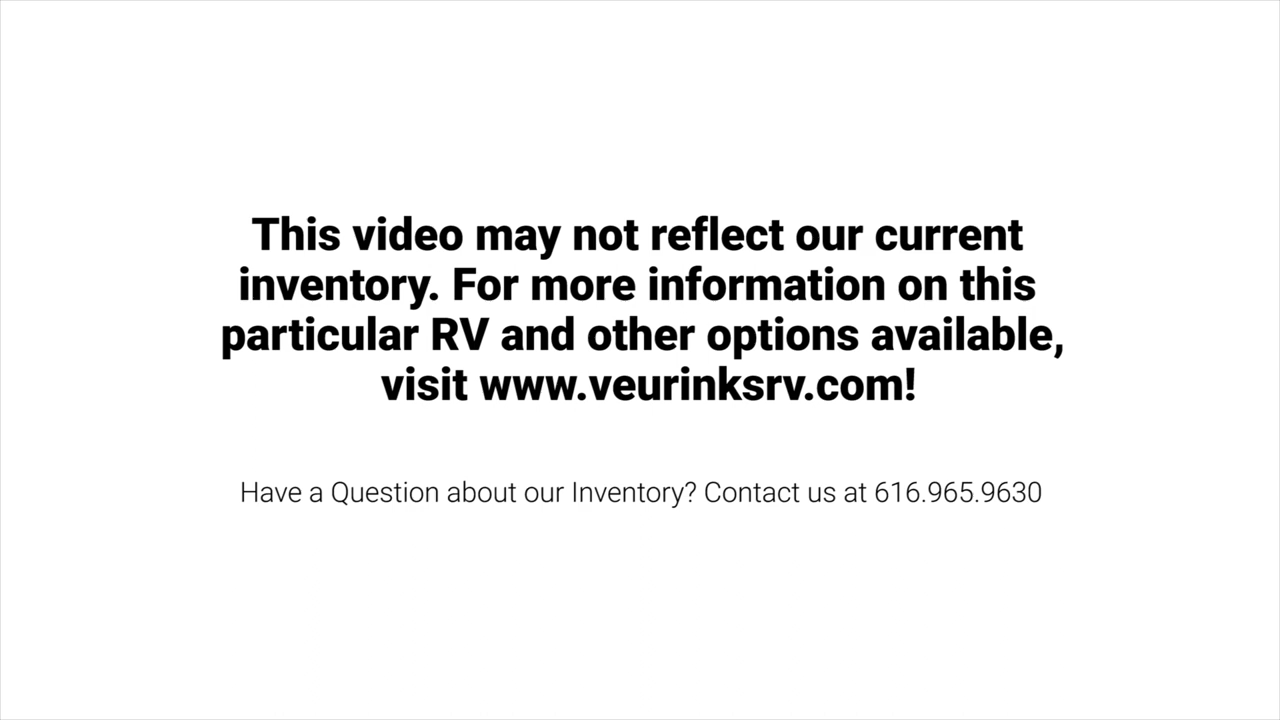 This video may not reflect our current
inventory. For more information on this
particular RV and other options available,
visit www.veurinksrv.com!
Have a Question about our Inventory? Contact us at 616.965.9630